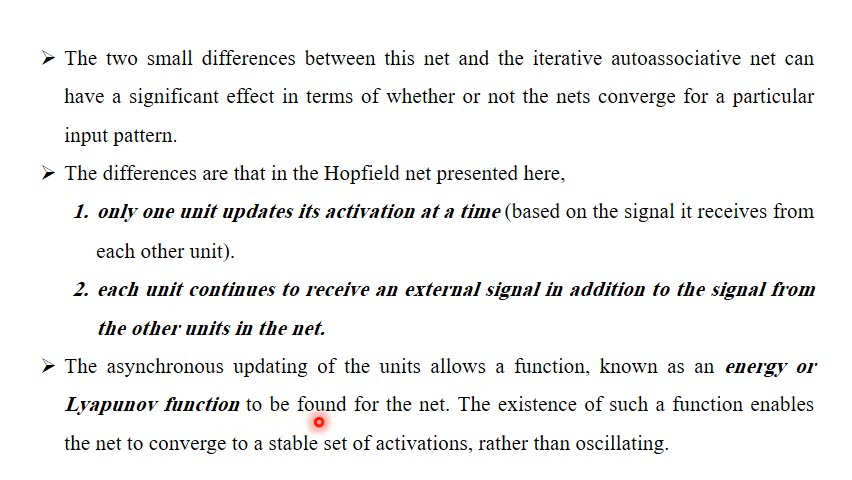 ➢ The two small differences between this net and the iterative autoassociative net can
have a significant effect in terms of whether or not the nets converge for a particular
input pattern.
➢ The differences are that in the Hopfield net presented here,
1. only one unit updates its activation at a time (based on the signal it receives from
each other unit).
2. each unit continues to receive an external signal in addition to the signal from
the other units in the net.
➢ The asynchronous updating of the units allows a function, known as an energy or
Lyapunov function to be found for the net. The existence of such a function enables
the net to converge to a stable set of activations, rather than oscillating.